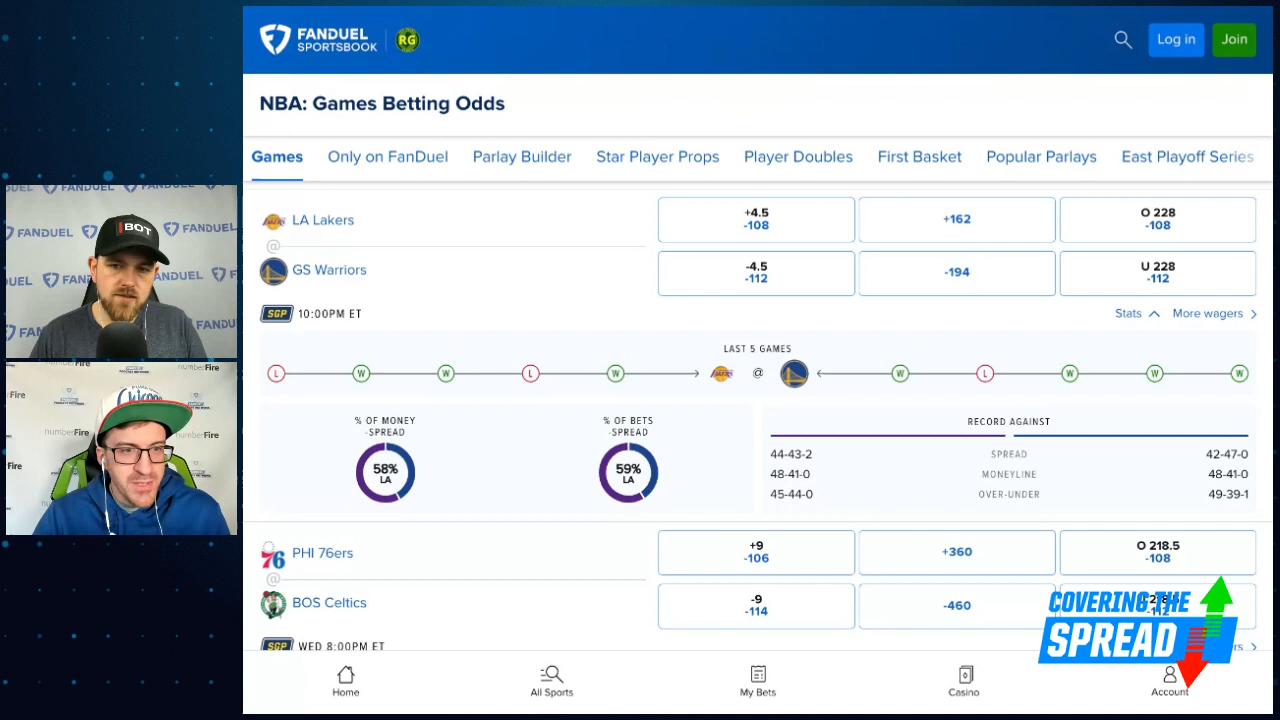 FANDUEL
SPORTSBOOK
RG
Log in
Join
NBA: Games Betting Odds
Games
Only on FanDuel
Parlay Builder
Star Player Props
Player Doubles
First Basket
Popular Parlays
East Playoff Series
LA Lakers
+4.5
-108
+162
O 228
-108
@
GS Warriors
-4.5
-112
-194
U 228
-112
SGP
10:00PM ET
Stats
More wagers
LAST 5 GAMES
L
W
W
L
W
@
W
L
W
W
W
% OF MONEY
-SPREAD
58%
LA
% OF BETS
-SPREAD
59%
LA
RECORD AGAINST
44-43-2
SPREAD
42-47-0
48-41-0
MONEYLINE
48-41-0
45-44-0
OVER-UNDER
49-39-1
PHI 76ers
+9
-106
+360
O 218.5
-108
@
BOS Celtics
-9
-114
-460
-112
SGP
WED 8:00PM ET
COVERING THE
SPREAD
Home
All Sports
My Bets
Casino
Account
FANDUEL
FANDUEL
BOT
numberFire
numberFire
Chicago